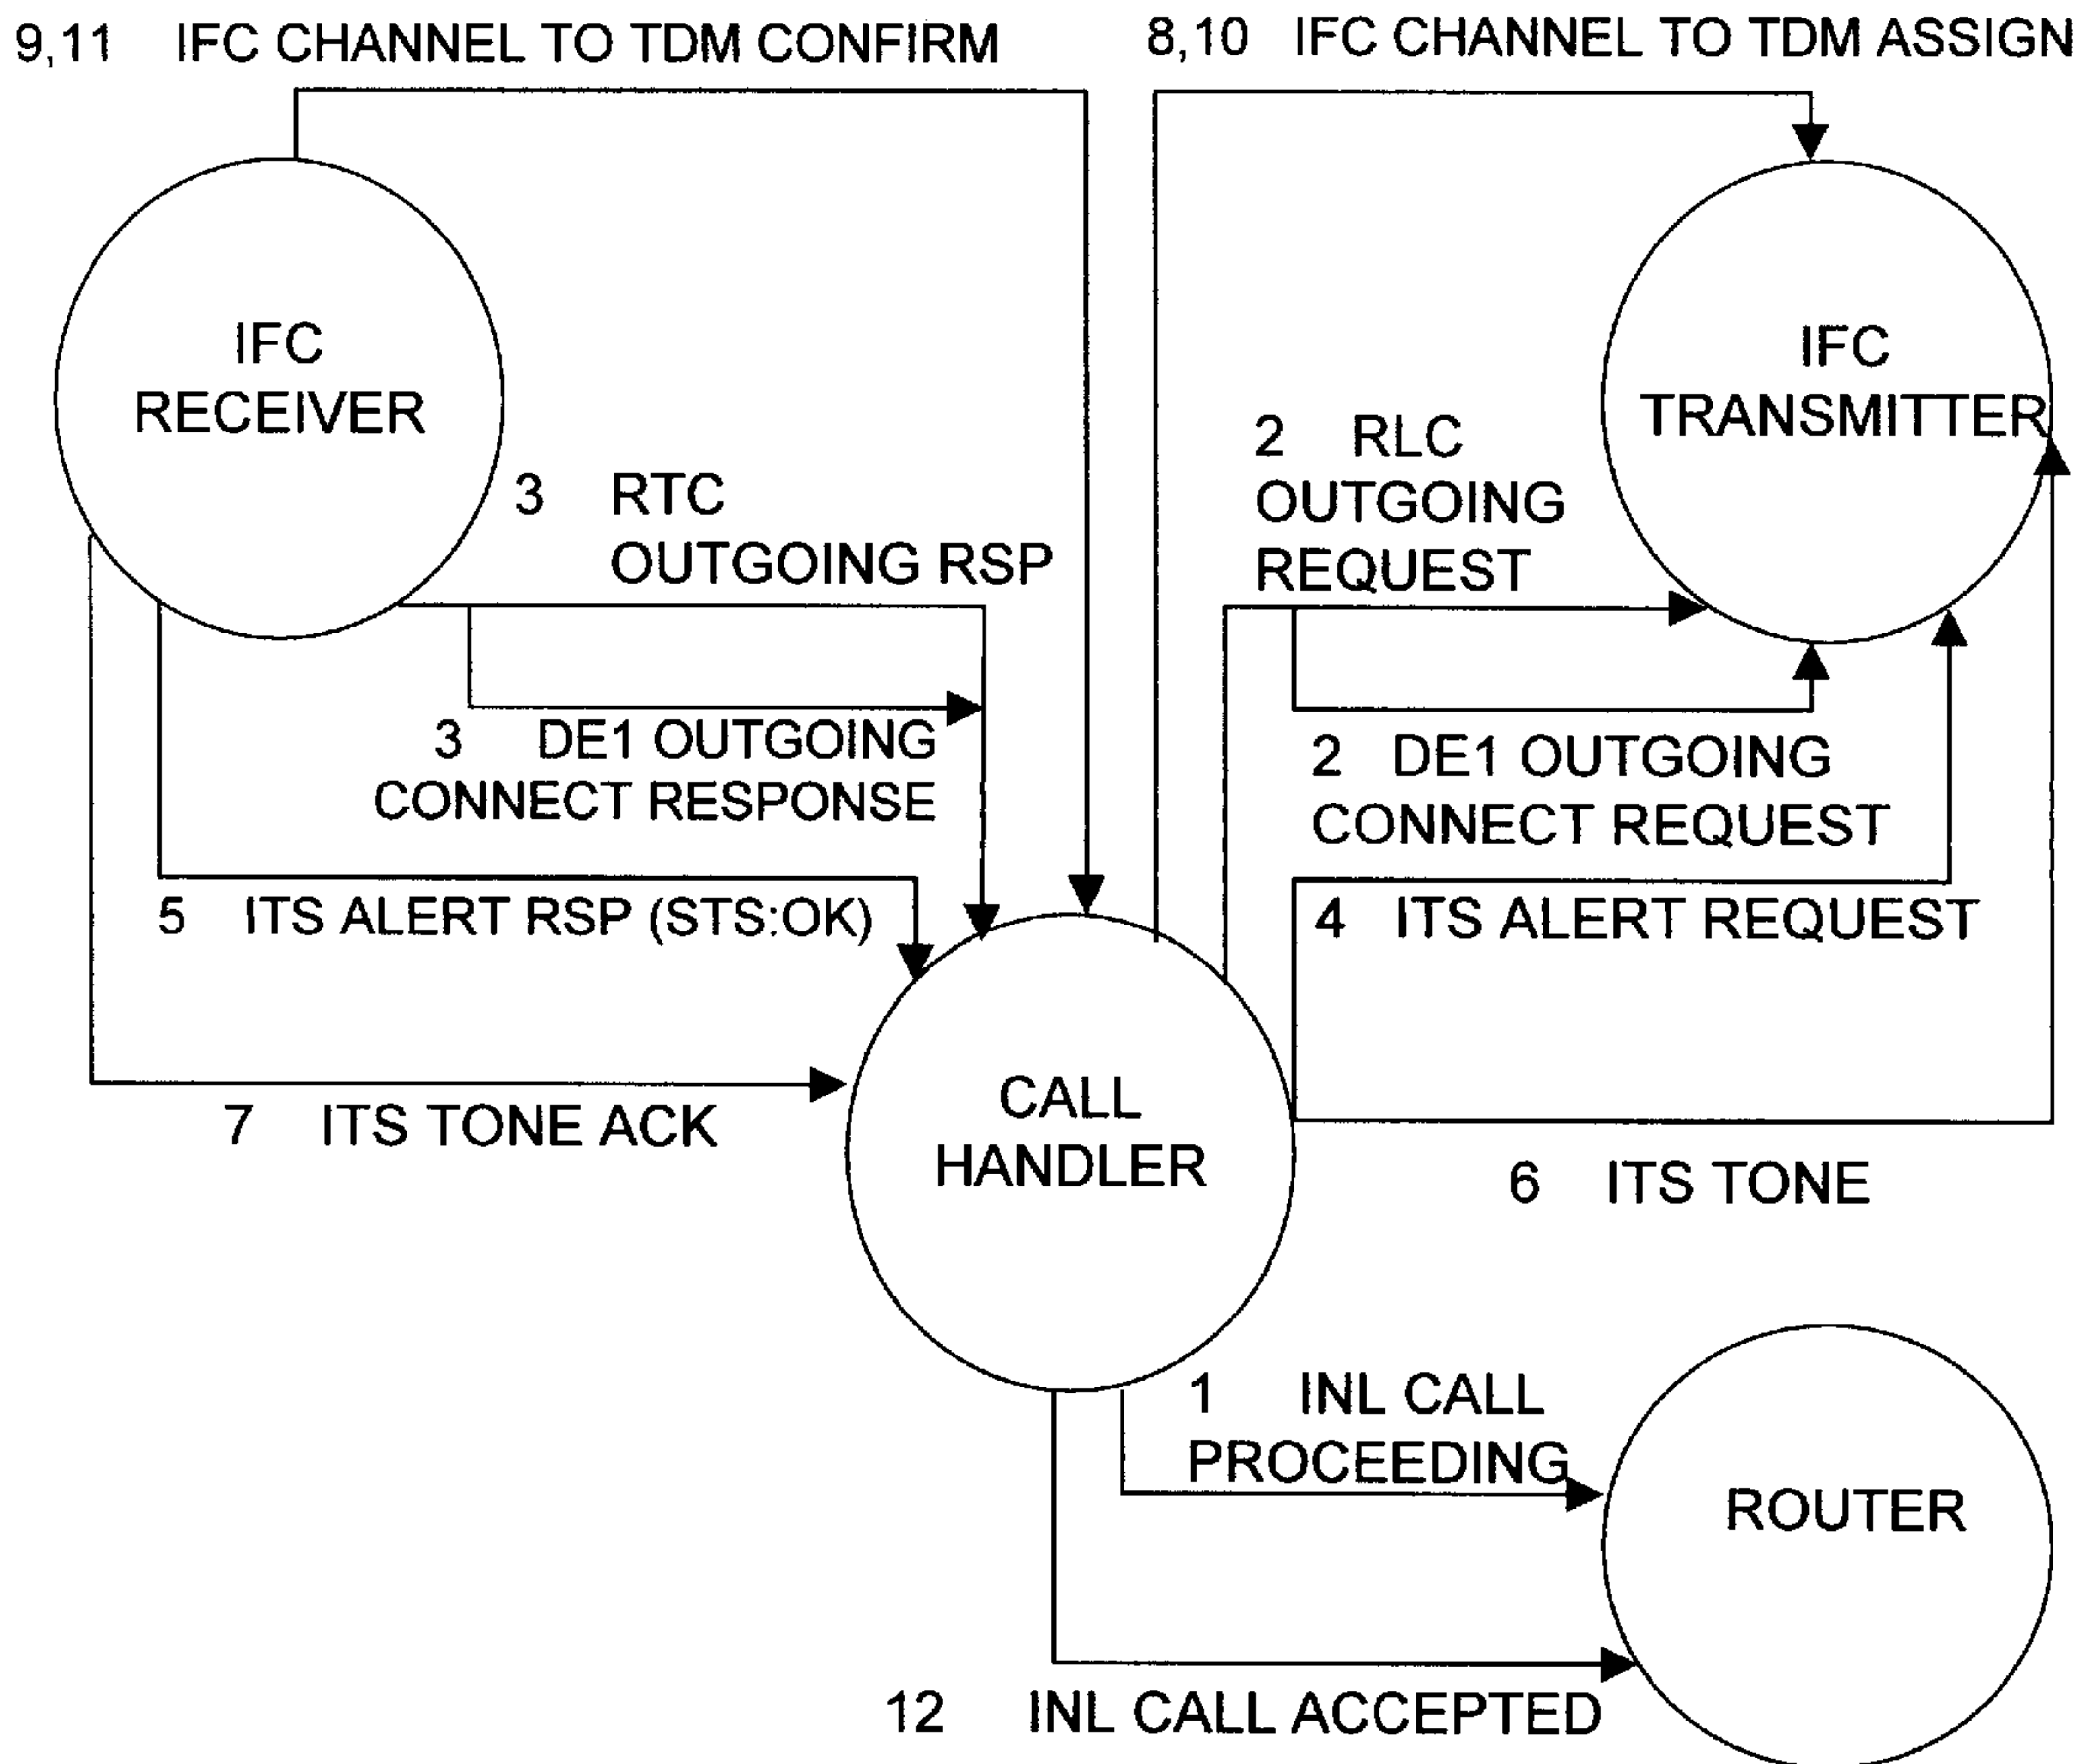 9,11 IFC CHANNEL TO TDM CONFIRM
8,10 IFC CHANNEL TO TDM ASSIGN
IFC
RECEIVER
IFC
TRANSMITTER
3 RTC
OUTGOING RSP
2 RLC
OUTGOING
REQUEST
3 DE1 OUTGOING
CONNECT RESPONSE
2 DE1 OUTGOING
CONNECT REQUEST
5 ITS ALERT RSP (STS:OK)
4 ITS ALERT REQUEST
7 ITS TONE ACK
CALL
HANDLER
6 ITS TONE
1 INL CALL
PROCEEDING
ROUTER
12 INL CALL ACCEPTED